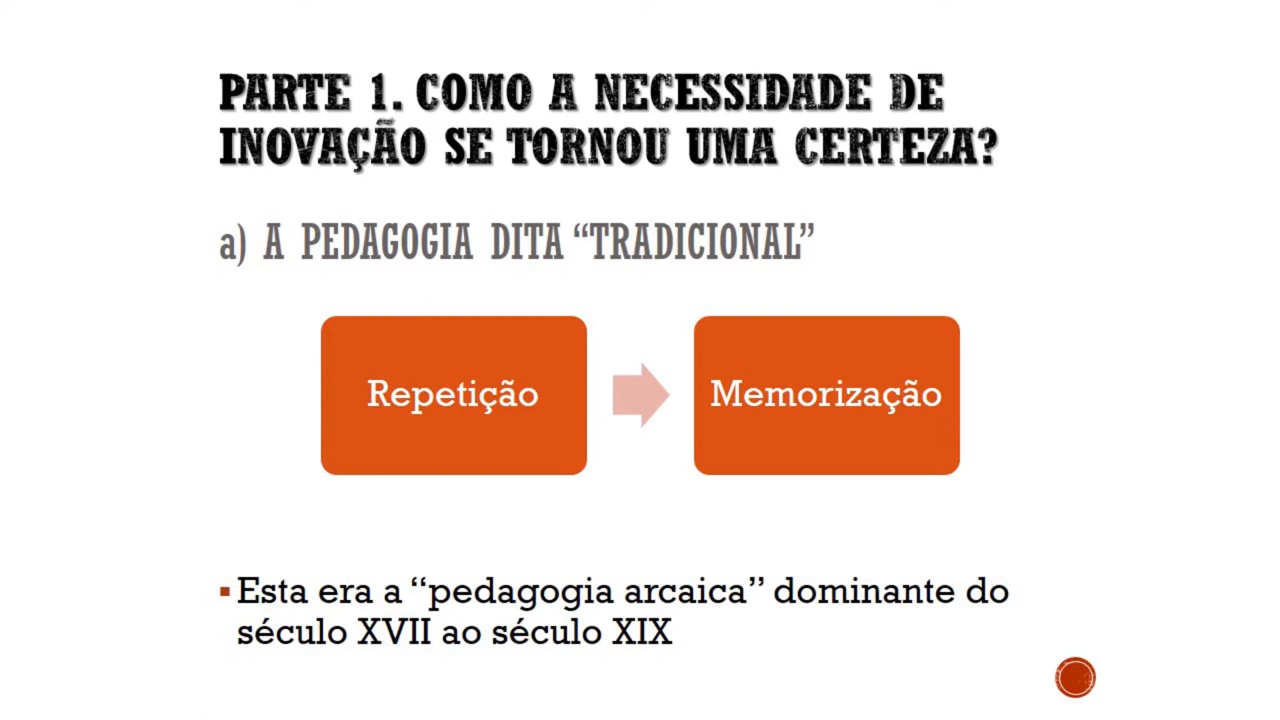 PARTE 1. COMO A NECESSIDADE DE
INOVAÇÃO SE TORNOU UMA CERTEZA?
a) A PEDAGOGIA DITA “TRADICIONAL”
Repetição
Memorização
Esta era a “pedagogia arcaica” dominante do
século XVII ao século XIX